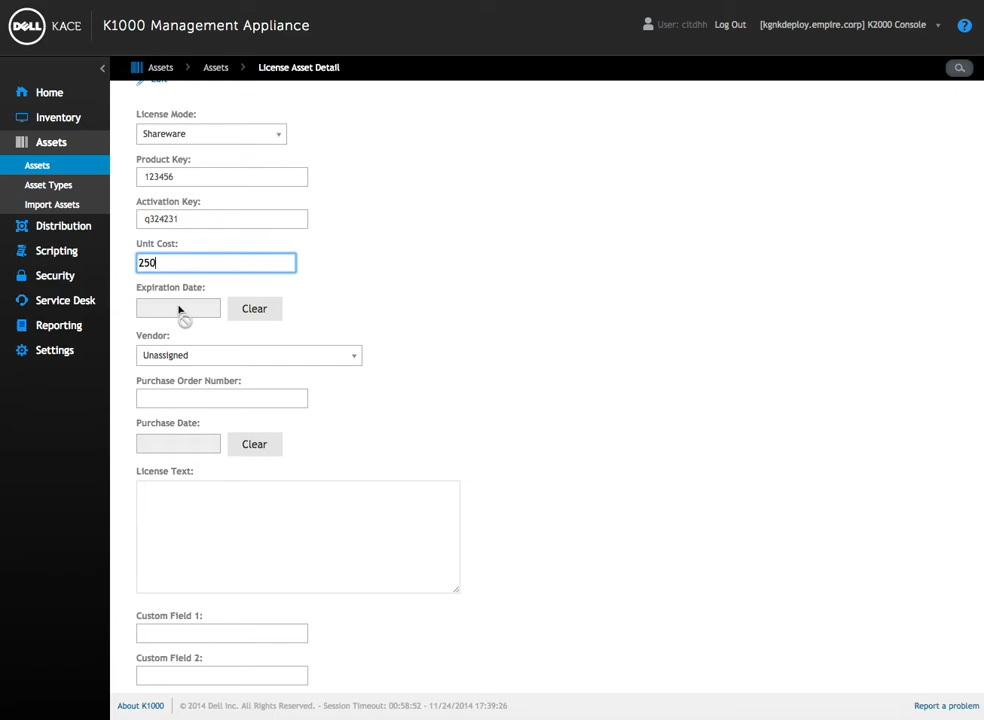 DELL KACE K1000 Management Appliance User: cltdhh Log Out [kgnkdeploy.empire.corp] K2000 Console ?
Assets Assets License Asset Detail
Home
Inventory
Assets
Assets
Asset Types
Import Assets
Distribution
Scripting
Security
Service Desk
Reporting
Settings
License Mode:
Shareware
Product Key:
123456
Activation Key:
q324231
Unit Cost:
250
Expiration Date:
Clear
Vendor:
Unassigned
Purchase Order Number:
Purchase Date:
Clear
License Text:
Custom Field 1:
Custom Field 2:
About K1000 © 2014 Dell Inc. All Rights Reserved. - Session Timeout: 00:58:52 - 11/24/2014 17:39:26 Report a problem